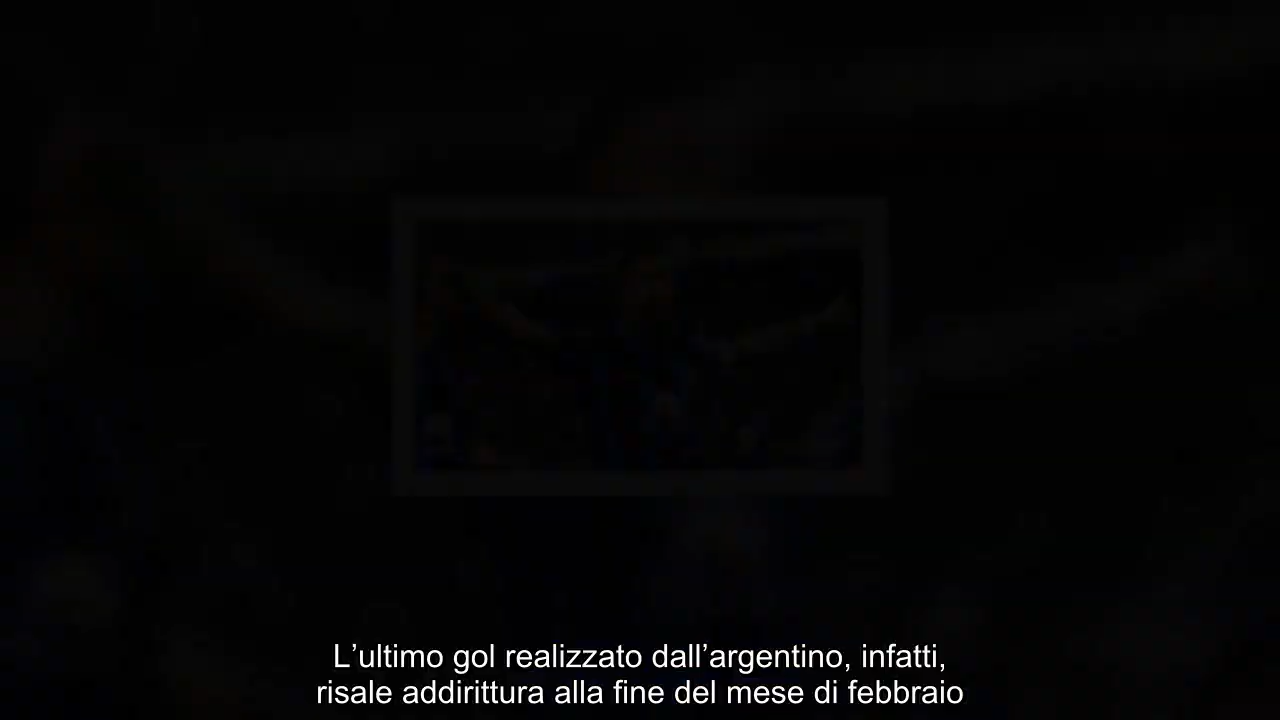 L’ultimo gol realizzato dall’argentino, infatti,
risale addirittura alla fine del mese di febbraio